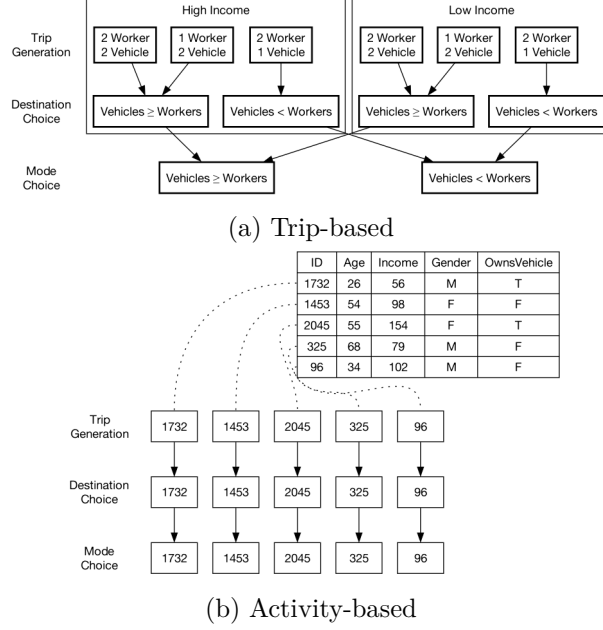 High Income
Low Income
Trip
Generation
2 Worker
2 Vehicle
1 Worker
2 Vehicle
2 Worker
1 Vehicle
2 Worker
2 Vehicle
1 Worker
2 Vehicle
2 Worker
1 Vehicle
Destination
Choice
Vehicles ≥ Workers
Vehicles < Workers
Vehicles ≥ Workers
Vehicles < Workers
Mode
Choice
Vehicles ≥ Workers
Vehicles < Workers
(a) Trip-based
ID Age Income Gender OwnsVehicle
1732 26 56 M T
1453 54 98 F F
2045 55 154 F T
325 68 79 M F
96 34 102 M F
Trip
Generation
1732 1453 2045 325 96
Destination
Choice
1732 1453 2045 325 96
Mode
Choice
1732 1453 2045 325 96
(b) Activity-based